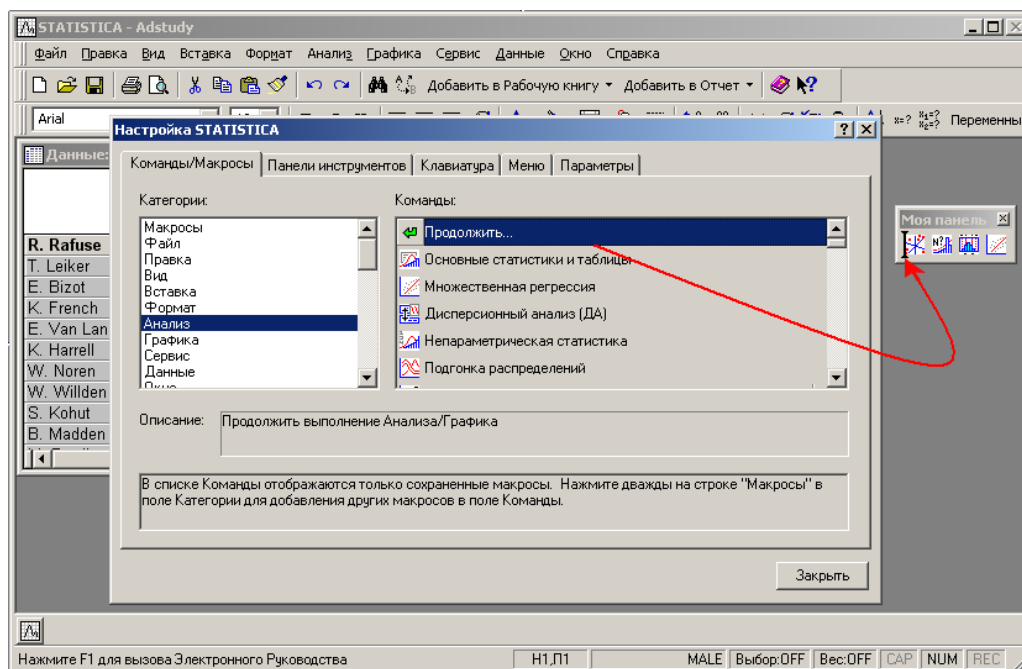 STATISTICA - Adstudy
Файл Правка Вид Вставка Формат Анализ Графика Сервис Данные Окно Справка
Добавить в Рабочую книгу Добавить в Отчет
Arial x=? x₁=? x₂=? Переменны
Настройка STATISTICA
Данные:
Команды/Макросы Панели инструментов Клавиатура Меню Параметры
Категории: Команды:
Макросы
Файл
Правка
Вид
Вставка
Формат
Анализ
Графика
Сервис
Данные
Окно
Продолжить...
Основные статистики и таблицы
Множественная регрессия
Дисперсионный анализ (ДА)
Непараметрическая статистика
Подгонка распределений
Моя панель
R. Rafuse
T. Leiker
E. Bizot
K. French
E. Van Lan
K. Harrell
W. Noren
W. Willden
S. Kohut
B. Madden
Описание: Продолжить выполнение Анализа/Графика
В списке Команды отображаются только сохраненные макросы. Нажмите дважды на строке "Макросы" в
поле Категории для добавления других макросов в поле Команды.
Закрыть
Нажмите F1 для вызова Электронного Руководства Н1,П1 MALE Выбор:OFF Вес:OFF CAP NUM REC